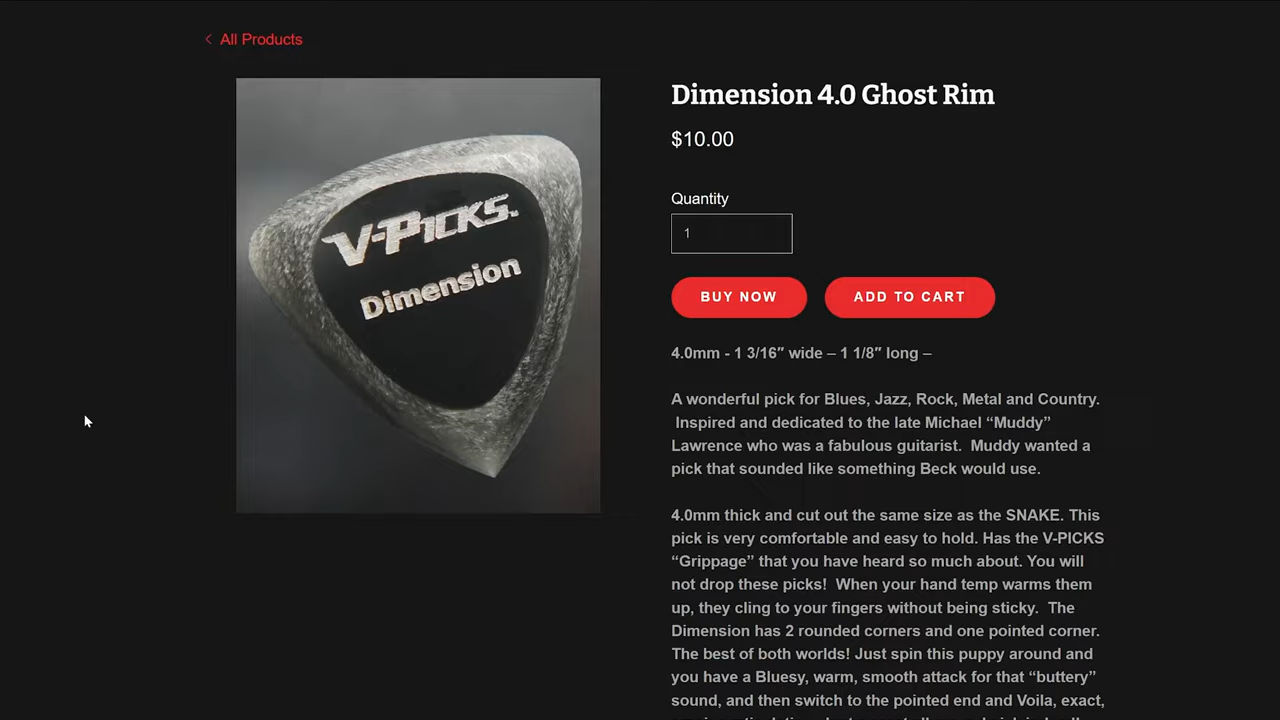 All Products
V-PICKS
Dimension
Dimension 4.0 Ghost Rim
$10.00
Quantity
1
BUY NOW
ADD TO CART
4.0mm - 1 3/16″ wide – 1 1/8″ long –
A wonderful pick for Blues, Jazz, Rock, Metal and Country.
Inspired and dedicated to the late Michael “Muddy”
Lawrence who was a fabulous guitarist.  Muddy wanted a
pick that sounded like something Beck would use.
4.0mm thick and cut out the same size as the SNAKE. This
pick is very comfortable and easy to hold. Has the V-PICKS
“Grippage” that you have heard so much about. You will
not drop these picks!  When your hand temp warms them
up, they cling to your fingers without being sticky.  The
Dimension has 2 rounded corners and one pointed corner.
The best of both worlds! Just spin this puppy around and
you have a Bluesy, warm, smooth attack for that “buttery”
sound, and then switch to the pointed end and Voila, exact,